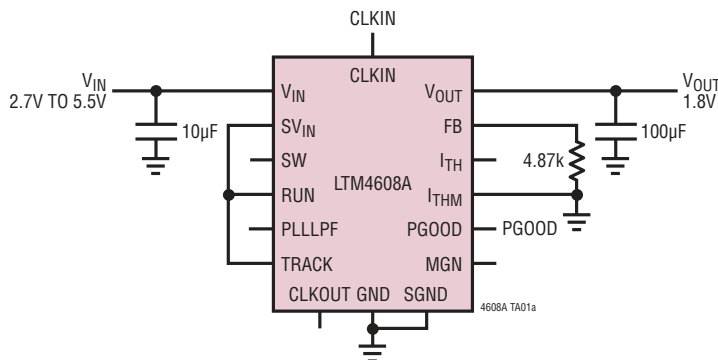 CLKIN
CLKIN
VIN
2.7V TO 5.5V
10µF
VIN
SVIN
SW
RUN
PLLLPF
TRACK
LTM4608A
VOUT
FB
ITH
ITHM
PGOOD
MGN
CLKOUT GND SGND
4.87k
PGOOD
100µF
VOUT
1.8V
4608A TA01a